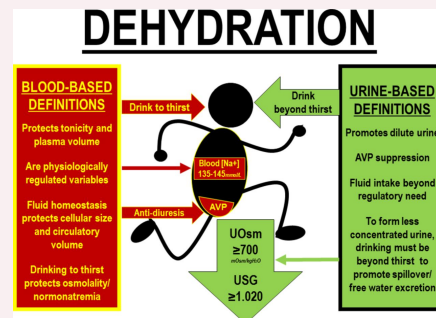 DEHYDRATION
BLOOD-BASED
DEFINITIONS
Protects tonicity and
plasma volume
Are physiologically
regulated variables
Fluid homeostasis
protects cellular size
and circulatory
volume
Drinking to thirst
protects osmolality/
normonatremia
Drink to thirst
Blood [Na+]
135-145mmol/L
Anti-diuresis
AVP
Drink
beyond thirst
UOsm
≥700
mOsm/kgH2O
USG
≥1.020
URINE-BASED
DEFINITIONS
Promotes dilute urine
AVP suppression
Fluid intake beyond
regulatory need
To form less
concentrated urine,
drinking must be
beyond thirst to
promote spillover/
free water excretion